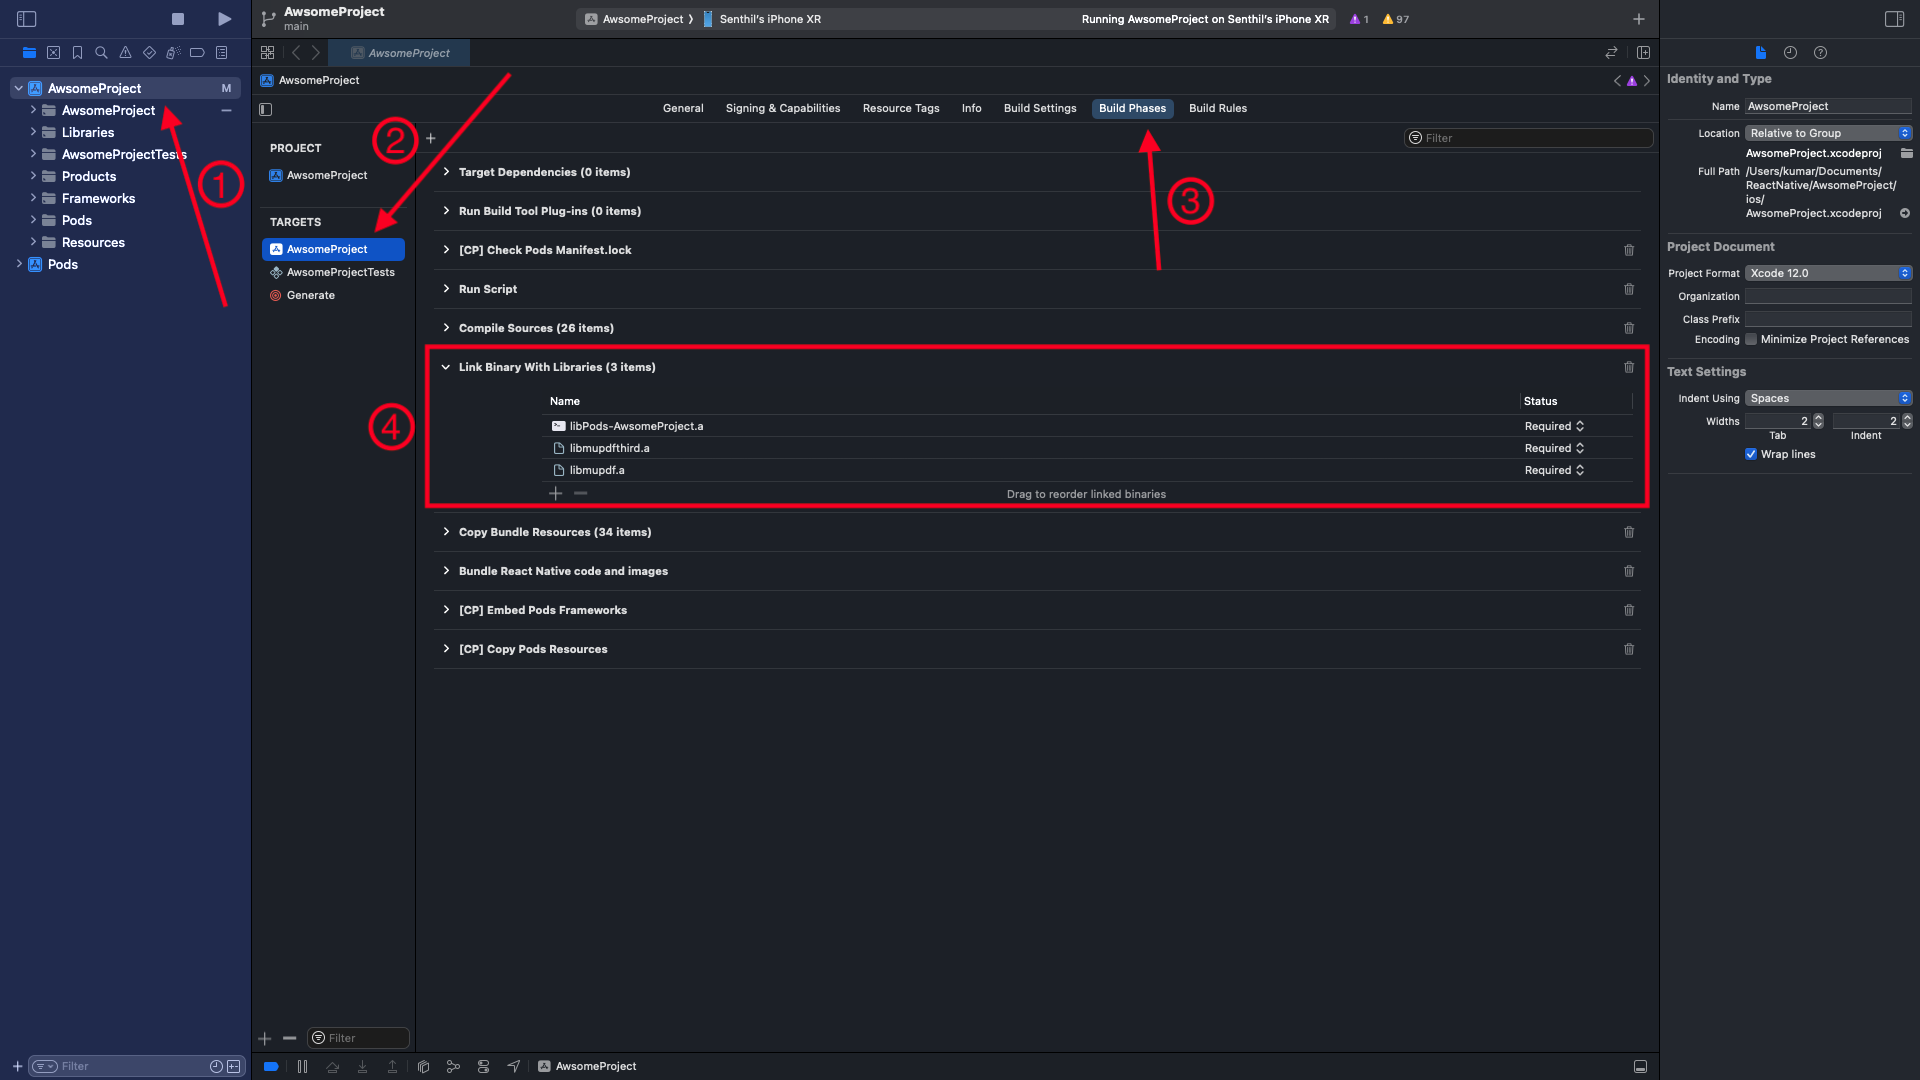 AwsomeProject
main
AwsomeProject
Senthil's iPhone XR
Running AwsomeProject on Senthil's iPhone XR
1
97
AwsomeProject
AwsomeProject
AwsomeProject M
AwsomeProject
Libraries
AwsomeProjectTests
Products
Frameworks
Pods
Resources
Pods
1
Filter
General
Signing & Capabilities
Resource Tags
Info
Build Settings
Build Phases
Build Rules
PROJECT
AwsomeProject
TARGETS
AwsomeProject
AwsomeProjectTests
Generate
Filter
2
3
4
Filter
Target Dependencies (0 items)
Run Build Tool Plug-ins (0 items)
[CP] Check Pods Manifest.lock
Run Script
Compile Sources (26 items)
Link Binary With Libraries (3 items)
Name Status
libPods-AwsomeProject.a Required
libmupdfthird.a Required
libmupdf.a Required
Drag to reorder linked binaries
Copy Bundle Resources (34 items)
Bundle React Native code and images
[CP] Embed Pods Frameworks
[CP] Copy Pods Resources
AwsomeProject
Identity and Type
Name AwsomeProject
Location Relative to Group
AwsomeProject.xcodeproj
Full Path /Users/kumar/Documents/
ReactNative/AwsomeProject/
ios/
AwsomeProject.xcodeproj
Project Document
Project Format Xcode 12.0
Organization
Class Prefix
Encoding Minimize Project References
Text Settings
Indent Using Spaces
Widths 2 2
Tab Indent
Wrap lines